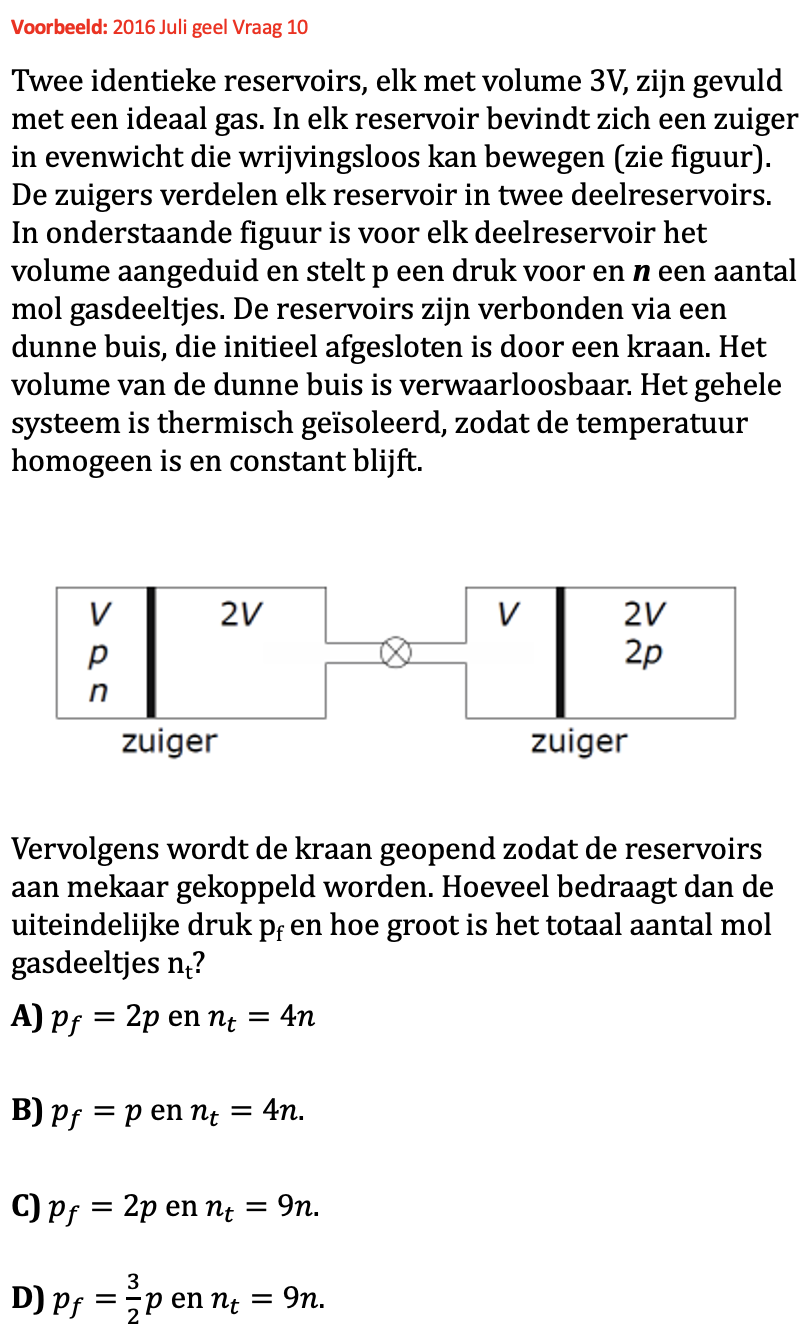 Voorbeeld: 2016 Juli geel Vraag 10
Twee identieke reservoirs, elk met volume 3V, zijn gevuld
met een ideaal gas. In elk reservoir bevindt zich een zuiger
in evenwicht die wrijvingsloos kan bewegen (zie figuur).
De zuigers verdelen elk reservoir in twee deelreservoirs.
In onderstaande figuur is voor elk deelreservoir het
volume aangeduid en stelt p een druk voor en n een aantal
mol gasdeeltjes. De reservoirs zijn verbonden via een
dunne buis, die initieel afgesloten is door een kraan. Het
volume van de dunne buis is verwaarloosbaar. Het gehele
systeem is thermisch geïsoleerd, zodat de temperatuur
homogeen is en constant blijft.
V 2V V 2V
p 2p
n
zuiger zuiger
Vervolgens wordt de kraan geopend zodat de reservoirs
aan mekaar gekoppeld worden. Hoeveel bedraagt dan de
uiteindelijke druk p_f en hoe groot is het totaal aantal mol
gasdeeltjes n_t?
A) p_f = 2p en n_t = 4n
B) p_f = p en n_t = 4n.
C) p_f = 2p en n_t = 9n.
D) p_f = 3/2 p en n_t = 9n.